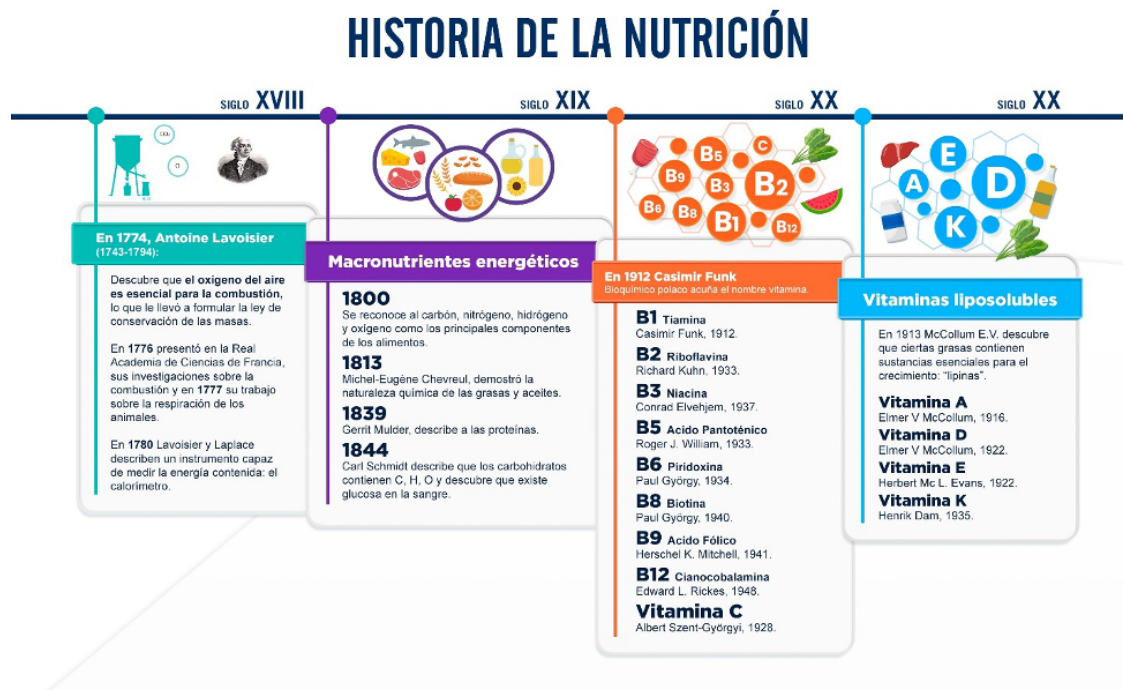 HISTORIA DE LA NUTRICIÓN
SIGLO XVIII
En 1774, Antoine Lavoisier
(1743-1794):
Descubre que el oxígeno del aire
es esencial para la combustión,
lo que le llevó a formular la ley de
conservación de las masas.
En 1776 presentó en la Real
Academia de Ciencias de Francia,
sus investigaciones sobre la
combustión y en 1777 su trabajo
sobre la respiración de los
animales.
En 1780 Lavoisier y Laplace
describen un instrumento capaz
de medir la energía contenida: el
calorímetro.
SIGLO XIX
Macronutrientes energéticos
1800
Se reconoce al carbón, nitrógeno, hidrógeno
y oxígeno como los principales componentes
de los alimentos.
1813
Michel-Eugène Chevreul, demostró la
naturaleza química de las grasas y aceites.
1839
Gerrit Mulder, describe a las proteínas.
1844
Carl Schmidt describe que los carbohidratos
contienen C, H, O y descubre que existe
glucosa en la sangre.
SIGLO XX
B5
C
B9
B3
B2
B6
B8
B1
B12
En 1912 Casimir Funk
Bioquímico polaco acuña el nombre vitamina.
B1 Tiamina
Casimir Funk, 1912.
B2 Riboflavina
Richard Kuhn, 1933.
B3 Niacina
Conrad Elvehjem, 1937.
B5 Acido Pantoténico
Roger J. William, 1933.
B6 Piridoxina
Paul György, 1934.
B8 Biotina
Paul György, 1940.
B9 Acido Fólico
Herschel K. Mitchell, 1941.
B12 Cianocobalamina
Edward L. Rickes, 1948.
Vitamina C
Albert Szent-Györgyi, 1928.
SIGLO XX
E
A
D
K
Vitaminas liposolubles
En 1913 McCollum E.V. descubre
que ciertas grasas contienen
sustancias esenciales para el
crecimiento: "lipinas".
Vitamina A
Elmer V McCollum, 1916.
Vitamina D
Elmer V McCollum, 1922.
Vitamina E
Herbert Mc L. Evans, 1922.
Vitamina K
Henrik Dam, 1935.